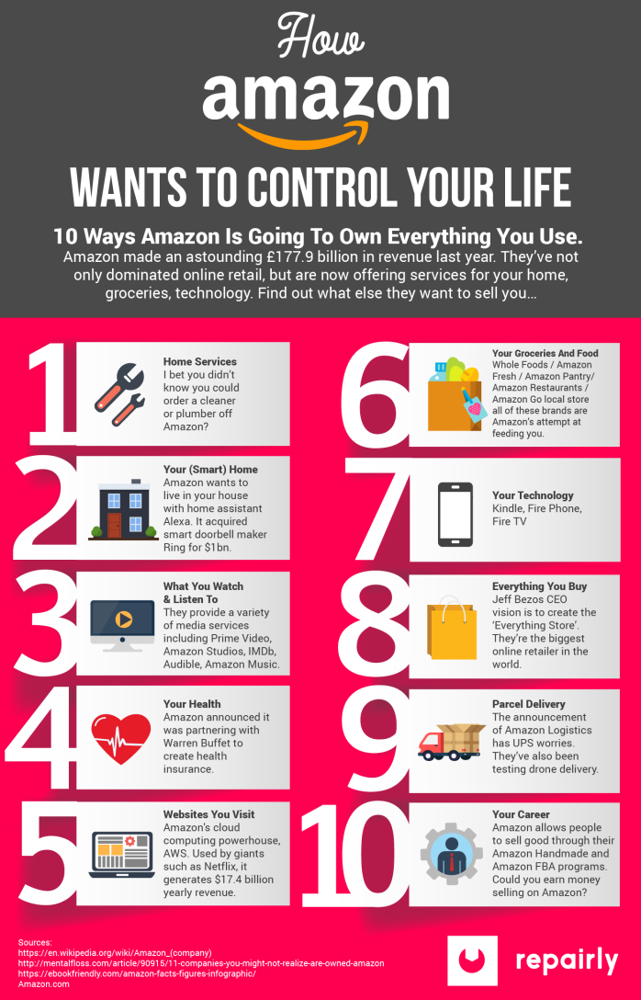 How
amazon
WANTS TO CONTROL YOUR LIFE
10 Ways Amazon Is Going To Own Everything You Use.
Amazon made an astounding £177.9 billion in revenue last year. They've not
only dominated online retail, but are now offering services for your home,
groceries, technology. Find out what else they want to sell you...
1
Home Services
I bet you didn't
know you could
order a cleaner
or plumber off
Amazon?
2
Your (Smart) Home
Amazon wants to
live in your house
with home assistant
Alexa. It acquired
smart doorbell maker
Ring for $1bn.
3
What You Watch
& Listen To
They provide a variety
of media services
including Prime Video,
Amazon Studios, IMDb,
Audible, Amazon Music.
4
Your Health
Amazon announced it
was partnering with
Warren Buffet to
create health
insurance.
5
Websites You Visit
Amazon's cloud
computing powerhouse,
AWS. Used by giants
such as Netflix, it
generates $17.4 billion
yearly revenue.
6
Your Groceries And Food
Whole Foods / Amazon
Fresh / Amazon Pantry/
Amazon Restaurants /
Amazon Go local store
all of these brands are
Amazon's attempt at
feeding you.
7
Your Technology
Kindle, Fire Phone,
Fire TV
8
Everything You Buy
Jeff Bezos CEO
vision is to create the
'Everything Store'.
They're the biggest
online retailer in the
world.
9
Parcel Delivery
The announcement
of Amazon Logistics
has UPS worries.
They've also been
testing drone delivery.
10
Your Career
Amazon allows people
to sell good through their
Amazon Handmade and
Amazon FBA programs.
Could you earn money
selling on Amazon?
Sources:
https://en.wikipedia.org/wiki/Amazon_(company)
http://mentalfloss.com/article/90915/11-companies-you-might-not-realize-are-owned-amazon
https://ebookfriendly.com/amazon-facts-figures-infographic/
Amazon.com
repairly